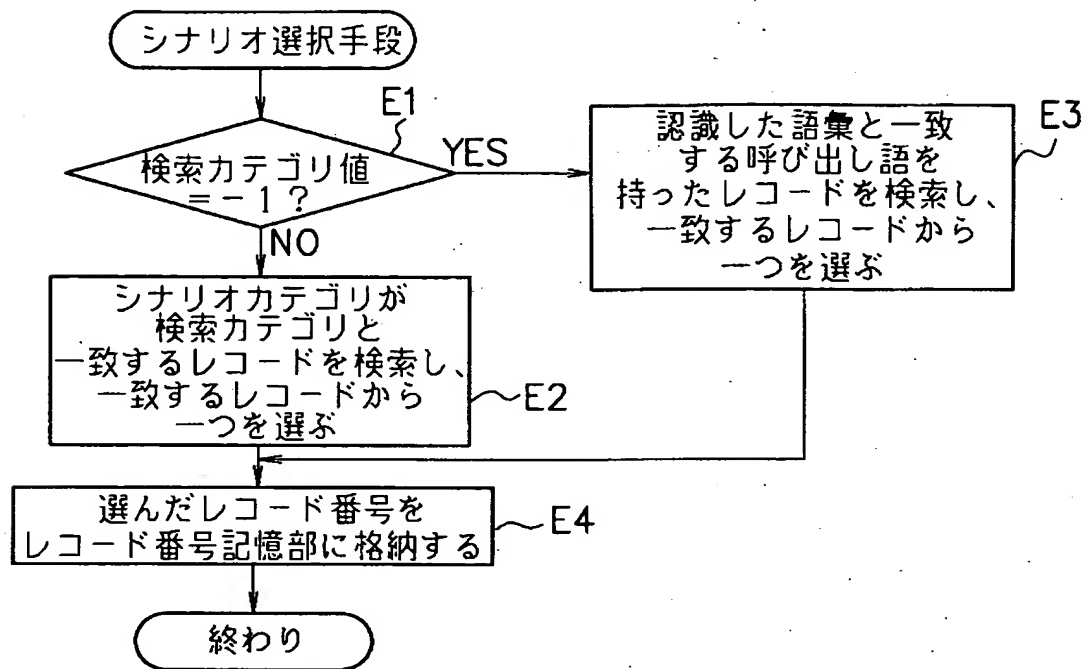 シナリオ選択手段
E1
検索カテゴリ値
=-1?
YES
NO
E3
認識した語彙と一致
する呼び出し語を
持ったレコードを検索し、
一致するレコードから
一つを選ぶ
シナリオカテゴリが
検索カテゴリと
一致するレコードを検索し、
一致するレコードから
一つを選ぶ
E2
選んだレコード番号を
レコード番号記憶部に格納する
E4
終わり